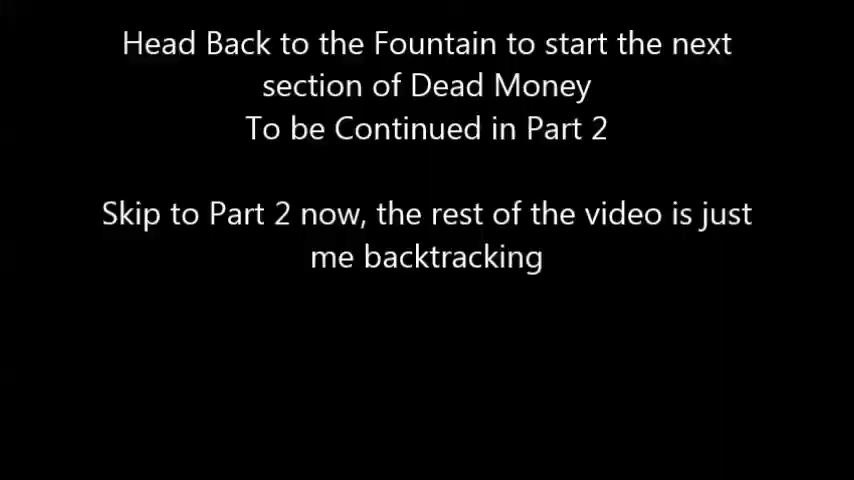 Head Back to the Fountain to start the next
section of Dead Money
To be Continued in Part 2
Skip to Part 2 now, the rest of the video is just
me backtracking